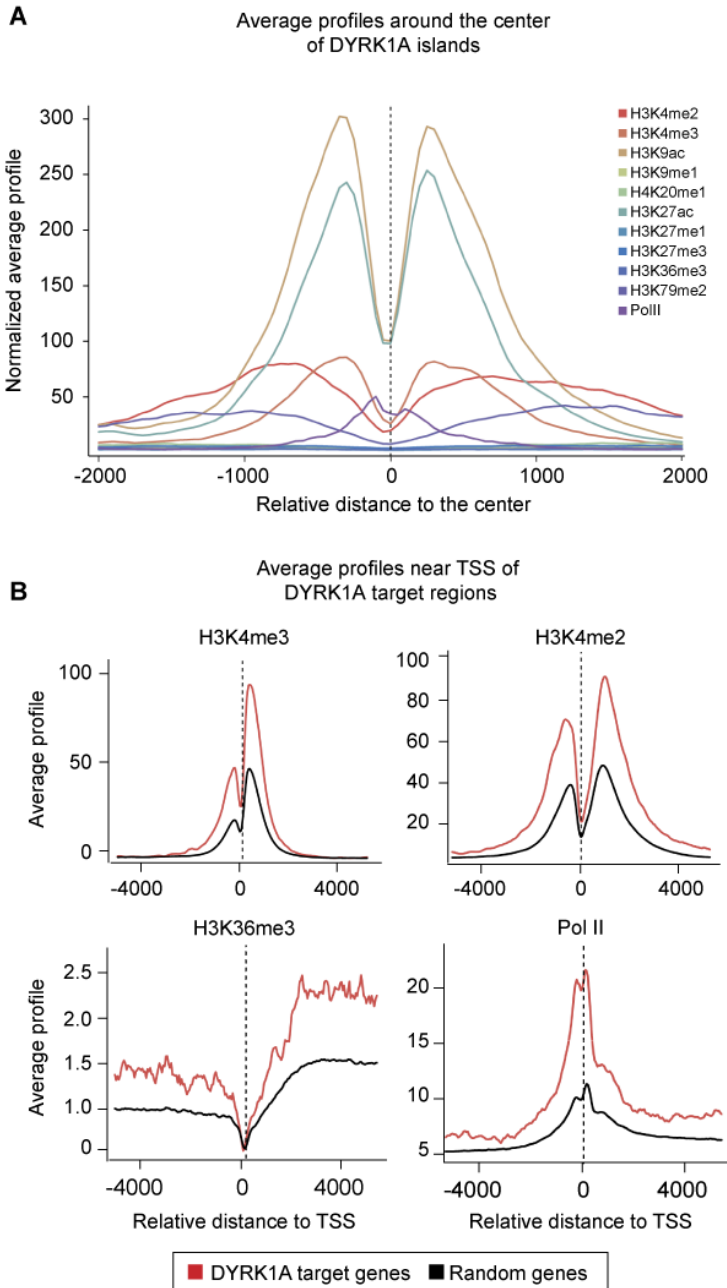 A
Average profiles around the center
of DYRK1A islands
Normalized average profile
300
250
200
150
100
50
H3K4me2
H3K4me3
H3K9ac
H3K9me1
H4K20me1
H3K27ac
H3K27me1
H3K27me3
H3K36me3
H3K79me2
PolII
-2000 -1000 0 1000 2000
Relative distance to the center
B
Average profiles near TSS of
DYRK1A target regions
H3K4me3
Average profile
100
50
0
-4000 0 4000
H3K4me2
100
80
60
40
20
-4000 0 4000
H3K36me3
Average profile
2.5
2.0
1.5
1.0
0
-4000 0 4000
Relative distance to TSS
Pol II
20
15
10
5
-4000 0 4000
Relative distance to TSS
DYRK1A target genes Random genes